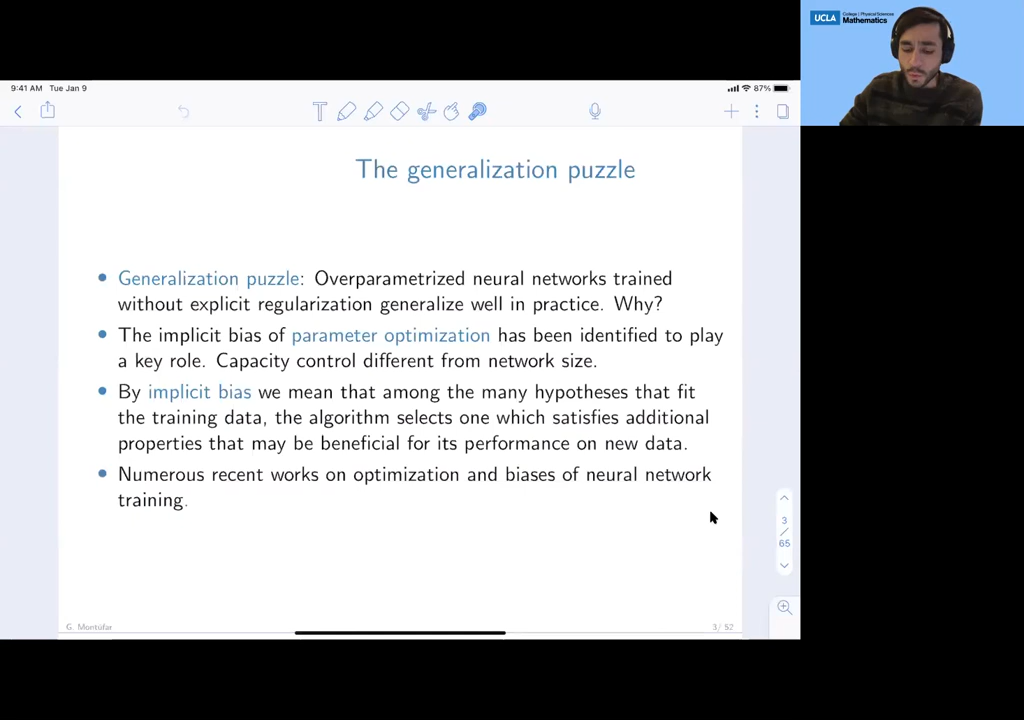 UCLA College | Physical Sciences
Mathematics
9:41 AM Tue Jan 9
87%
The generalization puzzle
• Generalization puzzle: Overparametrized neural networks trained
without explicit regularization generalize well in practice. Why?
• The implicit bias of parameter optimization has been identified to play
a key role. Capacity control different from network size.
• By implicit bias we mean that among the many hypotheses that fit
the training data, the algorithm selects one which satisfies additional
properties that may be beneficial for its performance on new data.
• Numerous recent works on optimization and biases of neural network
training.
3
/
65
G. Montúfar
3/ 52